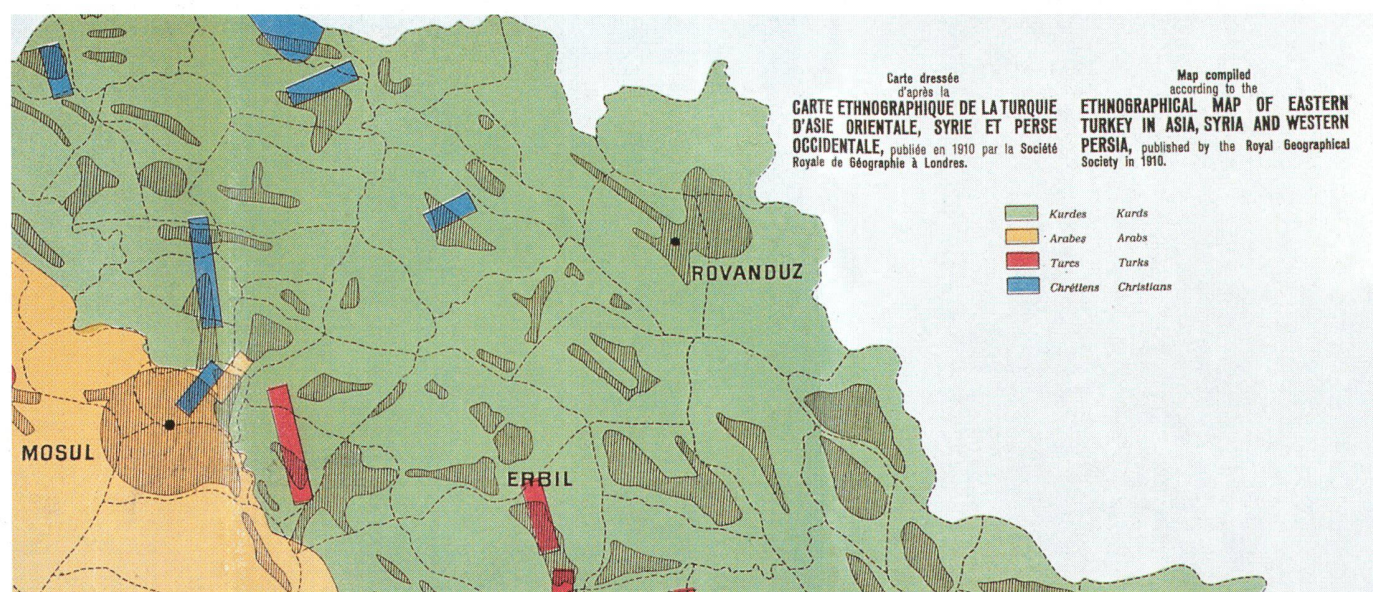 Carte dressée
d'après la
CARTE ETHNOGRAPHIQUE DE LA TURQUIE
D'ASIE ORIENTALE, SYRIE ET PERSE
OCCIDENTALE, publiée en 1910 par la Société
Royale de Géographie à Londres.
Map compiled
according to the
ETHNOGRAPHICAL MAP OF EASTERN
TURKEY IN ASIA, SYRIA AND WESTERN
PERSIA, published by the Royal Geographical
Society in 1910.
Kurdes Kurds
Arabes Arabs
Turcs Turks
Chrétiens Christians
ROVANDUZ
MOSUL
ERBIL